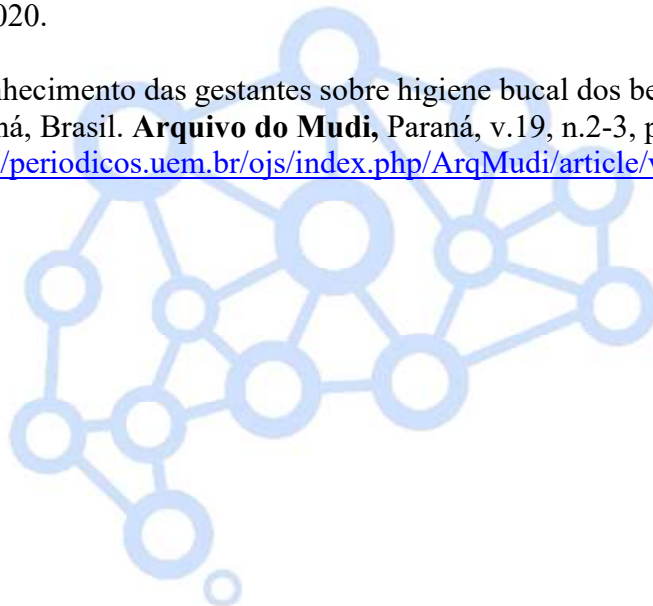 020.
nhecimento das gestantes sobre higiene bucal dos be
ná, Brasil. Arquivo do Mudi, Paraná, v.19, n.2-3, p
/periodicos.uem.br/ojs/index.php/ArqMudi/article/v